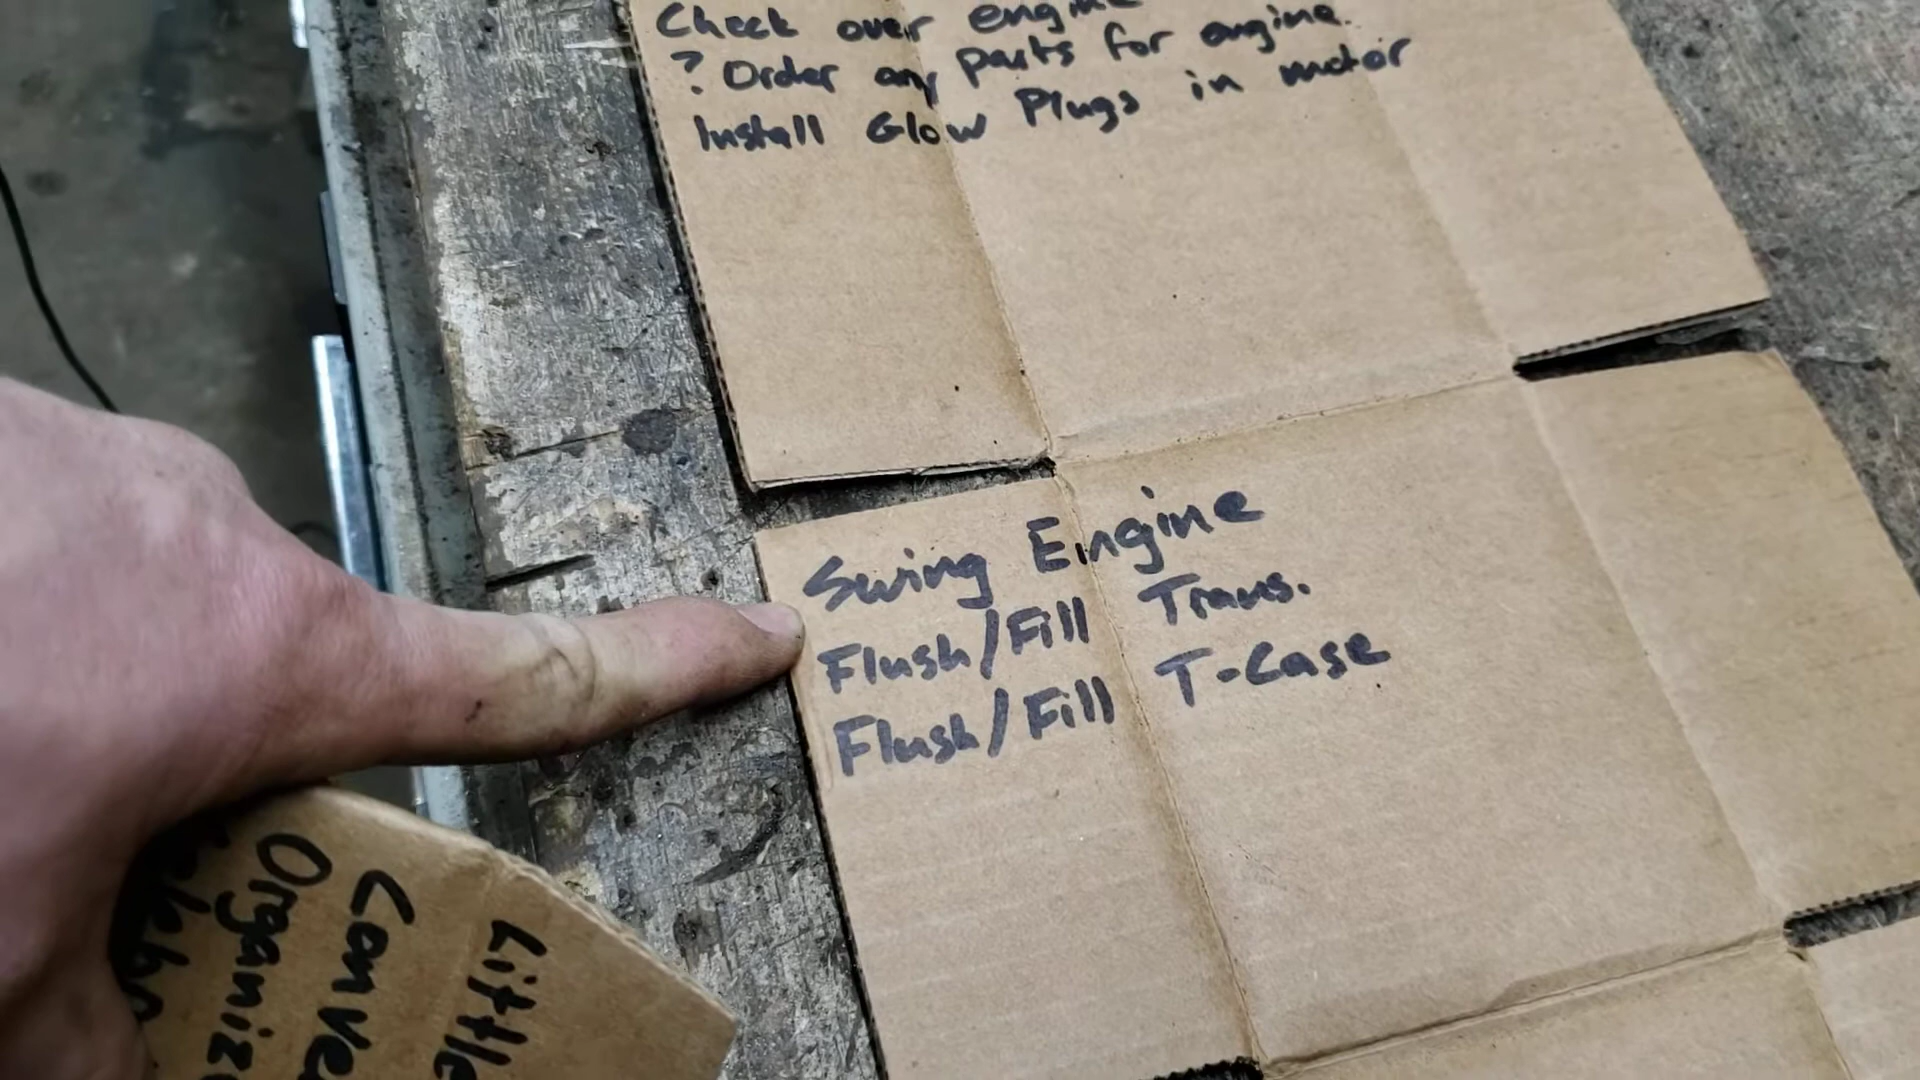 Check over engine
? Order any parts for engine.
Install Glow Plugs in motor
Swing Engine
Flush/Fill Trans.
Flush/Fill T-Case
Little
Conve
Organiz